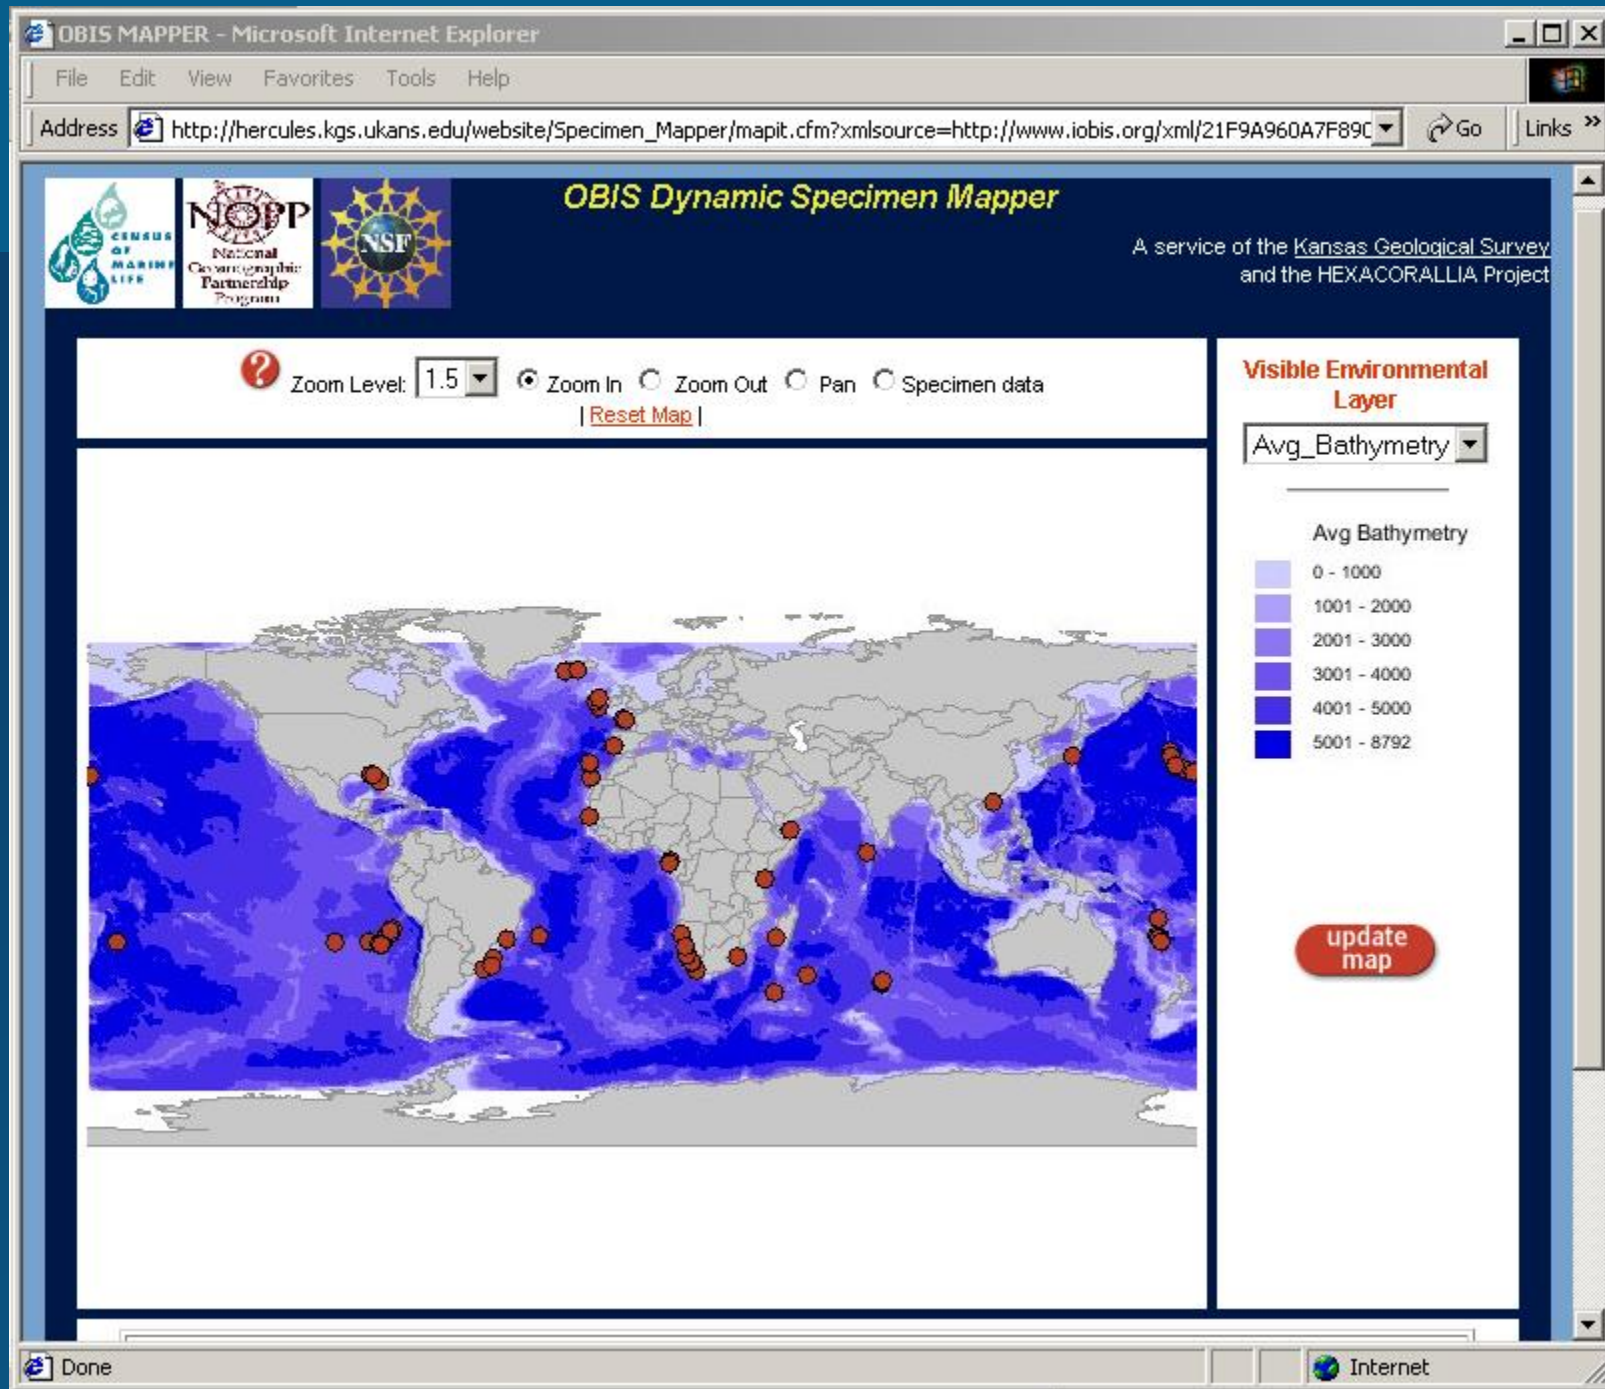 OBIS MAPPER - Microsoft Internet Explorer
File Edit View Favorites Tools Help
Address http://hercules.kgs.ukans.edu/website/Specimen_Mapper/mapit.cfm?xmlsource=http://www.iobis.org/xml/21F9A960A7F89C Go Links »
CENSUS
OF
MARINE
LIFE
NOPP
National
Oceanographic
Partnership
Program
NSF
OBIS Dynamic Specimen Mapper
A service of the Kansas Geological Survey
and the HEXACORALLIA Project
? Zoom Level: 1.5 Zoom In Zoom Out Pan Specimen data
| Reset Map |
Visible Environmental
Layer
Avg_Bathymetry
Avg Bathymetry
0 - 1000
1001 - 2000
2001 - 3000
3001 - 4000
4001 - 5000
5001 - 8792
update
map
Done
Internet